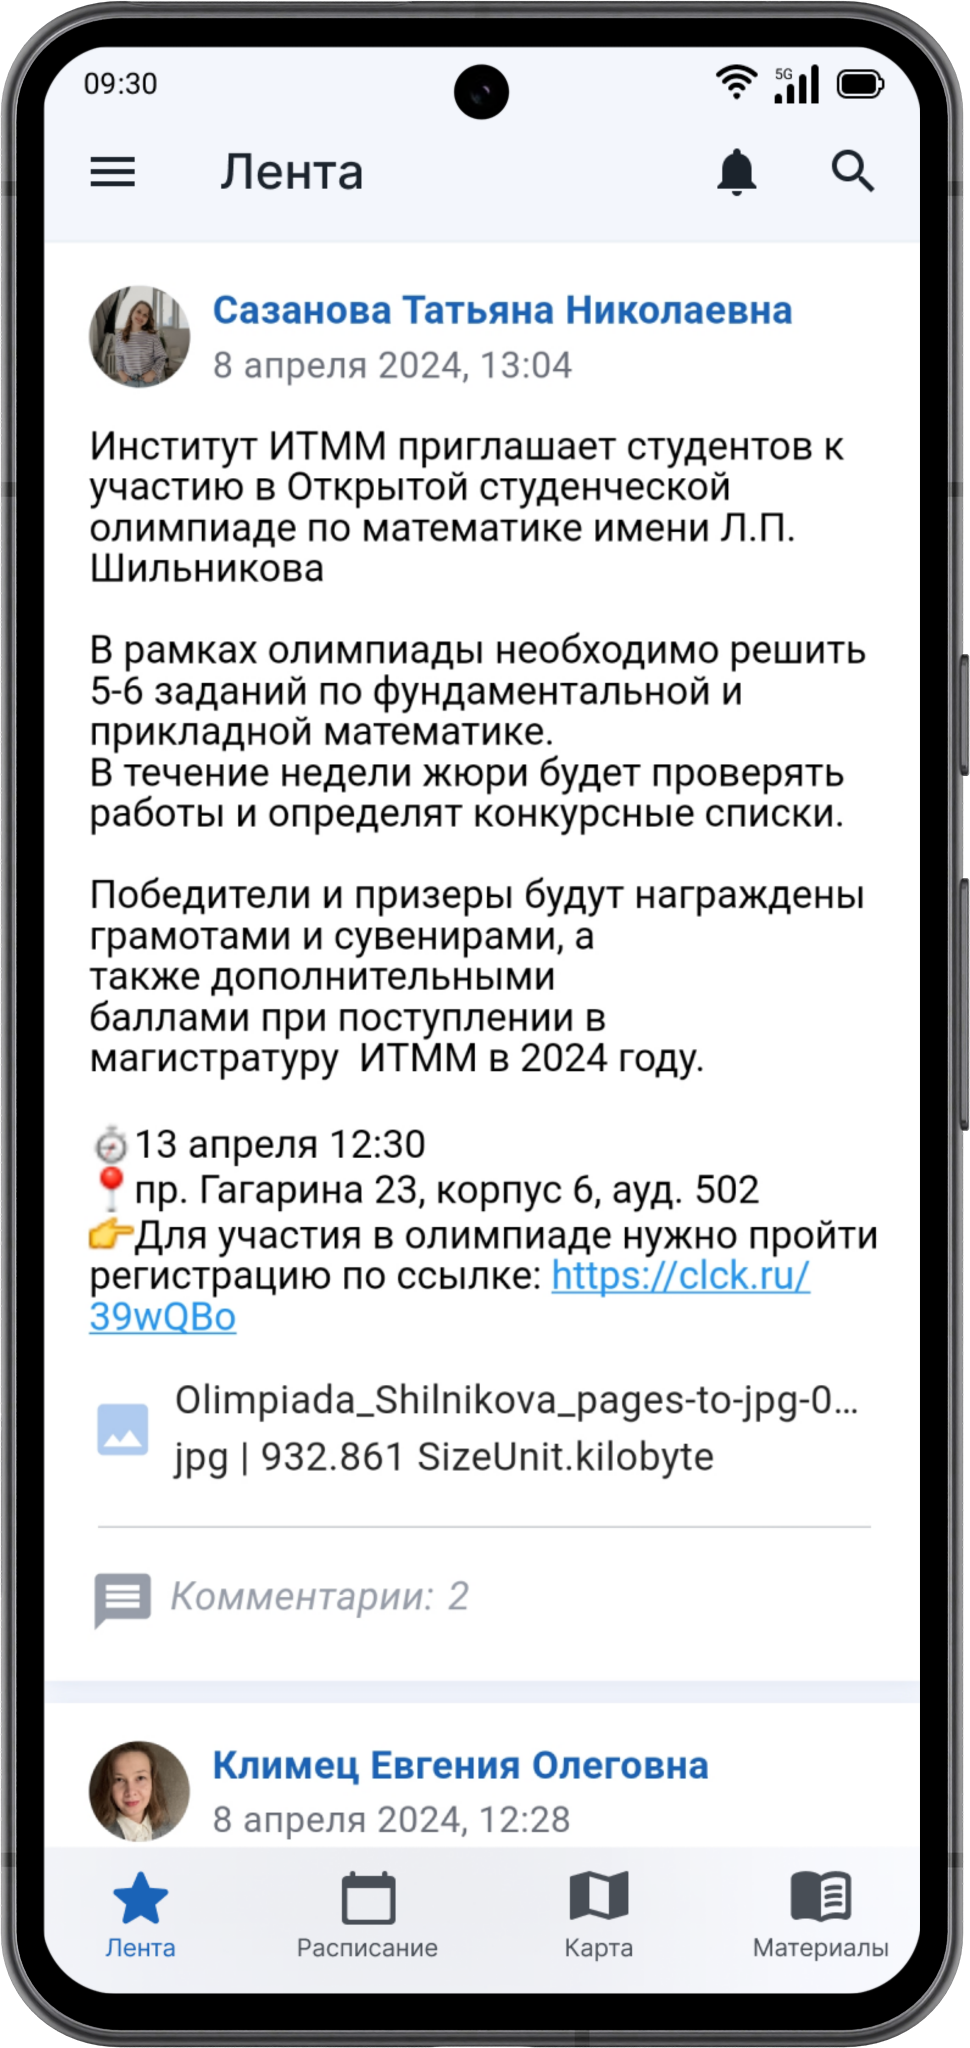 09:30
5G
Лента
Сазанова Татьяна Николаевна
8 апреля 2024, 13:04
Институт ИТММ приглашает студентов к
участию в Открытой студенческой
олимпиаде по математике имени Л.П.
Шильникова
В рамках олимпиады необходимо решить
5-6 заданий по фундаментальной и
прикладной математике.
В течение недели жюри будет проверять
работы и определят конкурсные списки.
Победители и призеры будут награждены
грамотами и сувенирами, а
также дополнительными
баллами при поступлении в
магистратуру  ИТММ в 2024 году.
⏱13 апреля 12:30
📍пр. Гагарина 23, корпус 6, ауд. 502
👉Для участия в олимпиаде нужно пройти
регистрацию по ссылке: https://clck.ru/
39wQBo
Olimpiada_Shilnikova_pages-to-jpg-0...
jpg | 932.861 SizeUnit.kilobyte
Комментарии: 2
Климец Евгения Олеговна
8 апреля 2024, 12:28
Лента
Расписание
Карта
Материалы